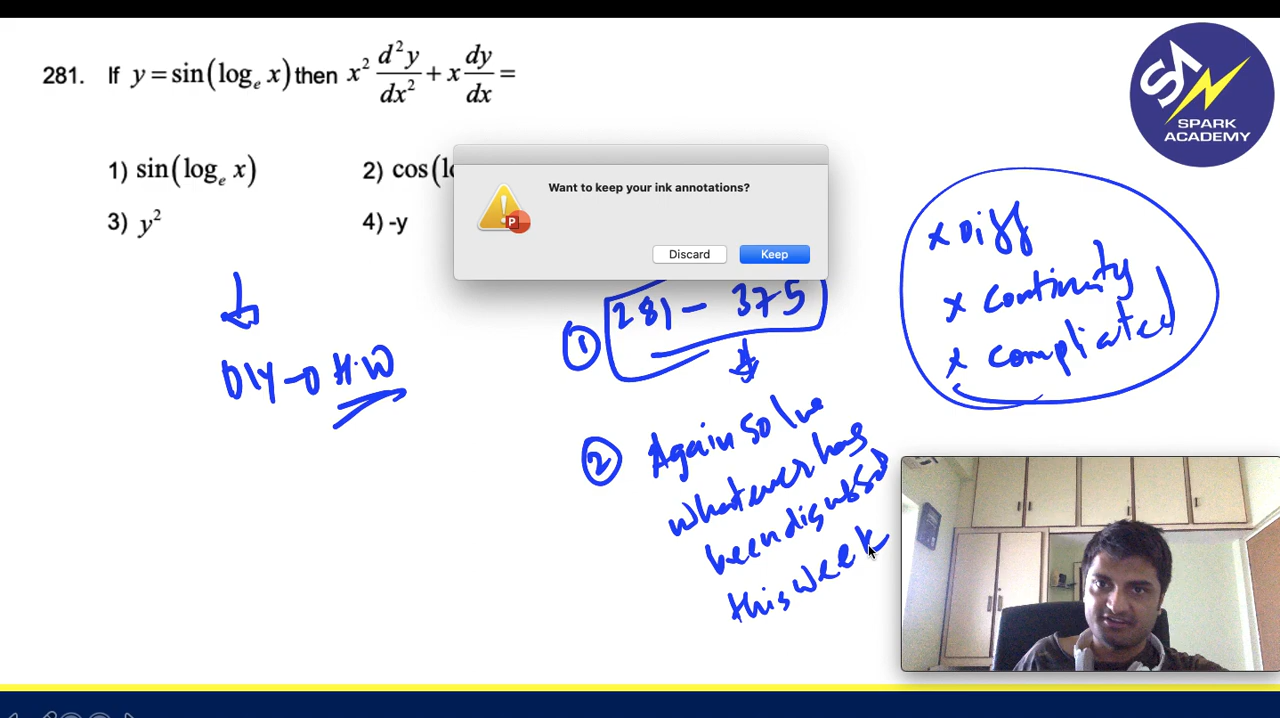 281. If y = sin(logₑ x) then x² d²y/dx² + x dy/dx =
1) sin(logₑ x)
2) cos(l
3) y²
4) -y
Want to keep your ink annotations?
Discard
Keep
SPARK
ACADEMY
x Diff
x continuity
x compliated
DIY → H.W
① 281 - 375
② Again solve
whatever has
been discussed
this week